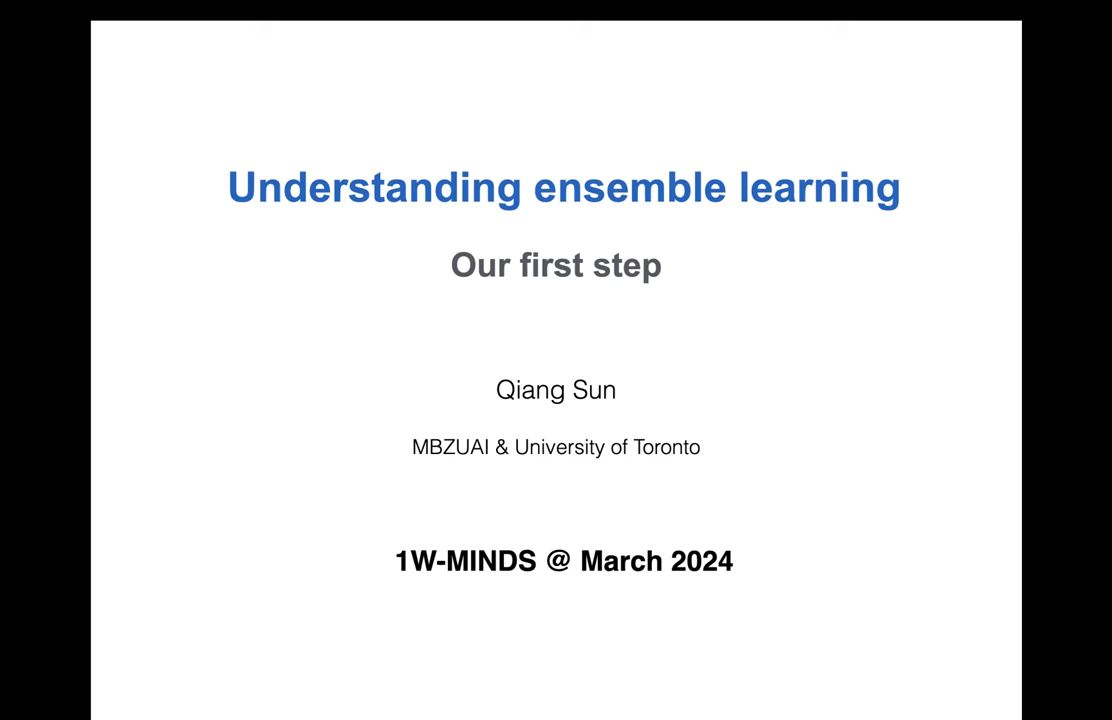 Understanding ensemble learning
Our first step
Qiang Sun
MBZUAI & University of Toronto
1W-MINDS @ March 2024